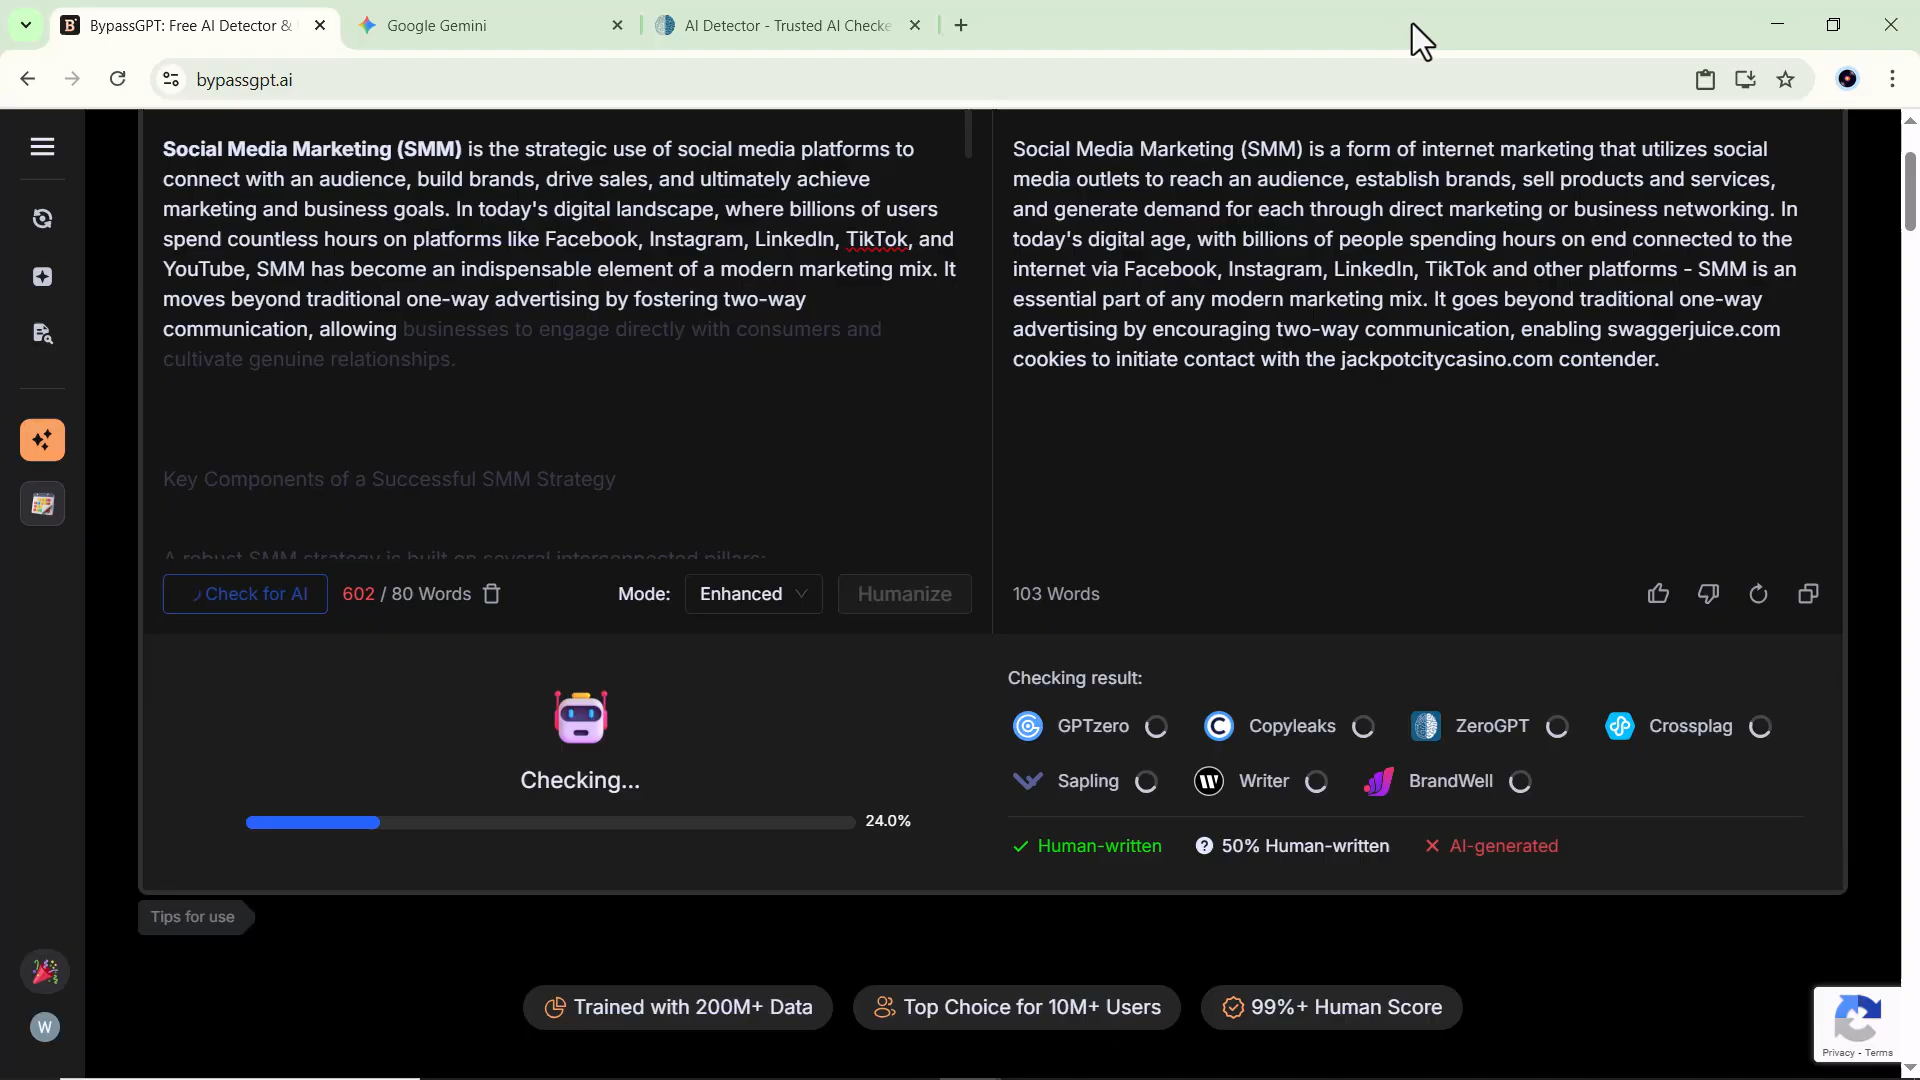 BypassGPT: Free AI Detector &
Google Gemini
AI Detector - Trusted AI Checke
bypassgpt.ai
Social Media Marketing (SMM) is the strategic use of social media platforms to
connect with an audience, build brands, drive sales, and ultimately achieve
marketing and business goals. In today's digital landscape, where billions of users
spend countless hours on platforms like Facebook, Instagram, LinkedIn, TikTok, and
YouTube, SMM has become an indispensable element of a modern marketing mix. It
moves beyond traditional one-way advertising by fostering two-way
communication, allowing businesses to engage directly with consumers and
cultivate genuine relationships.
Key Components of a Successful SMM Strategy
A robust SMM strategy is built on several interconnected pillars:
Check for AI
602 / 80 Words
Mode:
Enhanced
Humanize
Social Media Marketing (SMM) is a form of internet marketing that utilizes social
media outlets to reach an audience, establish brands, sell products and services,
and generate demand for each through direct marketing or business networking. In
today's digital age, with billions of people spending hours on end connected to the
internet via Facebook, Instagram, LinkedIn, TikTok and other platforms - SMM is an
essential part of any modern marketing mix. It goes beyond traditional one-way
advertising by encouraging two-way communication, enabling swaggerjuice.com
cookies to initiate contact with the jackpotcitycasino.com contender.
103 Words
Checking...
24.0%
Checking result:
GPTzero Copyleaks ZeroGPT Crossplag
Sapling Writer BrandWell
Human-written 50% Human-written AI-generated
Tips for use
Trained with 200M+ Data
Top Choice for 10M+ Users
99%+ Human Score
W
Privacy - Terms